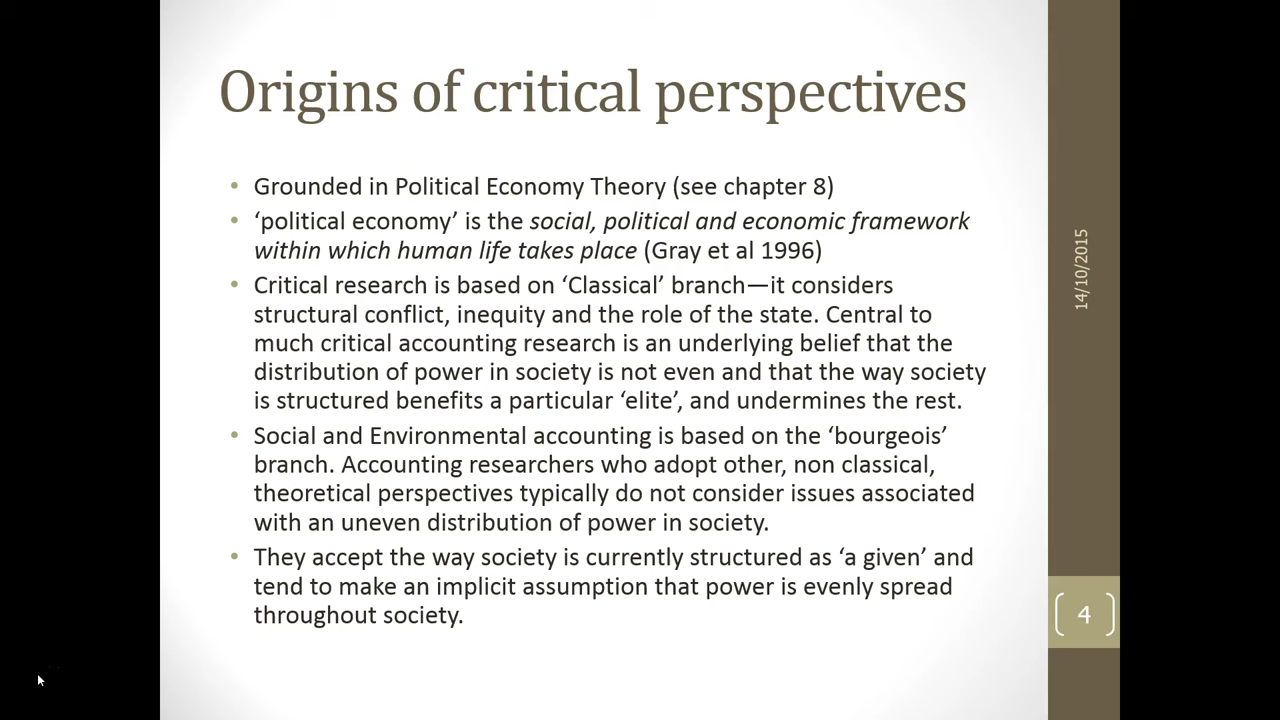 Origins of critical perspectives
• Grounded in Political Economy Theory (see chapter 8)
• ‘political economy’ is the social, political and economic framework
within which human life takes place (Gray et al 1996)
• Critical research is based on ‘Classical’ branch—it considers
structural conflict, inequity and the role of the state. Central to
much critical accounting research is an underlying belief that the
distribution of power in society is not even and that the way society
is structured benefits a particular ‘elite’, and undermines the rest.
• Social and Environmental accounting is based on the ‘bourgeois’
branch. Accounting researchers who adopt other, non classical,
theoretical perspectives typically do not consider issues associated
with an uneven distribution of power in society.
• They accept the way society is currently structured as ‘a given’ and
tend to make an implicit assumption that power is evenly spread
throughout society.
14/10/2015
4